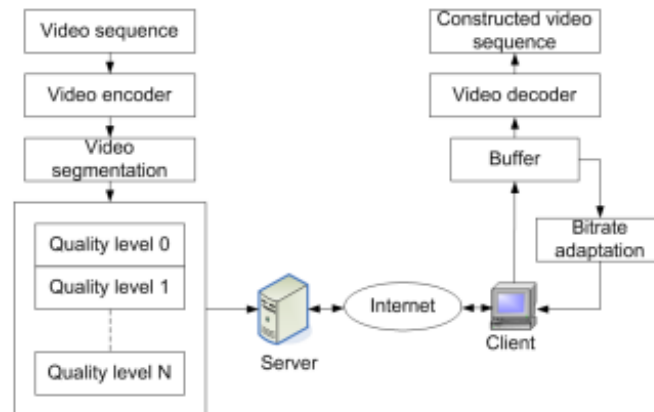 Video sequence
Video encoder
Video
segmentation
Quality level 0
Quality level 1
Quality level N
Server
Internet
Client
Constructed video
sequence
Video decoder
Buffer
Bitrate
adaptation